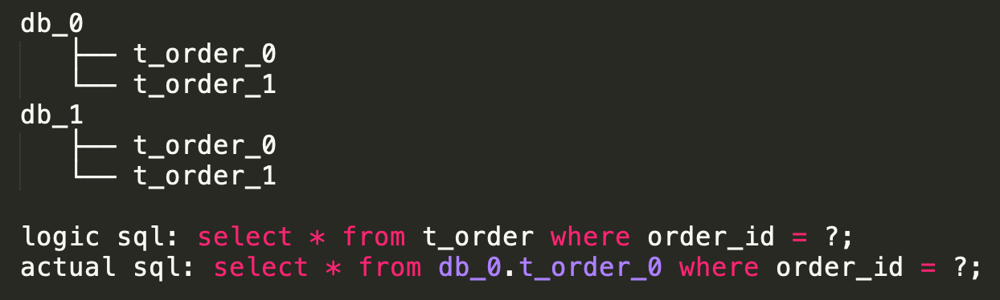 db_0
├── t_order_0
└── t_order_1
db_1
├── t_order_0
└── t_order_1
logic sql: select * from t_order where order_id = ?;
actual sql: select * from db_0.t_order_0 where order_id = ?;